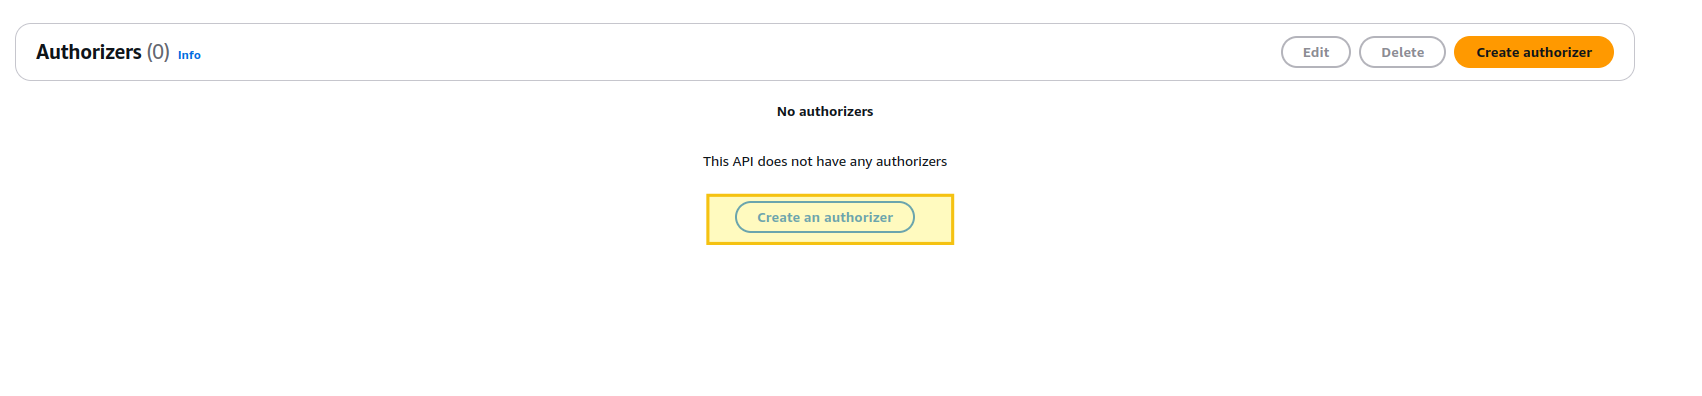 Authorizers (0) Info Edit Delete Create authorizer
No authorizers
This API does not have any authorizers
Create an authorizer